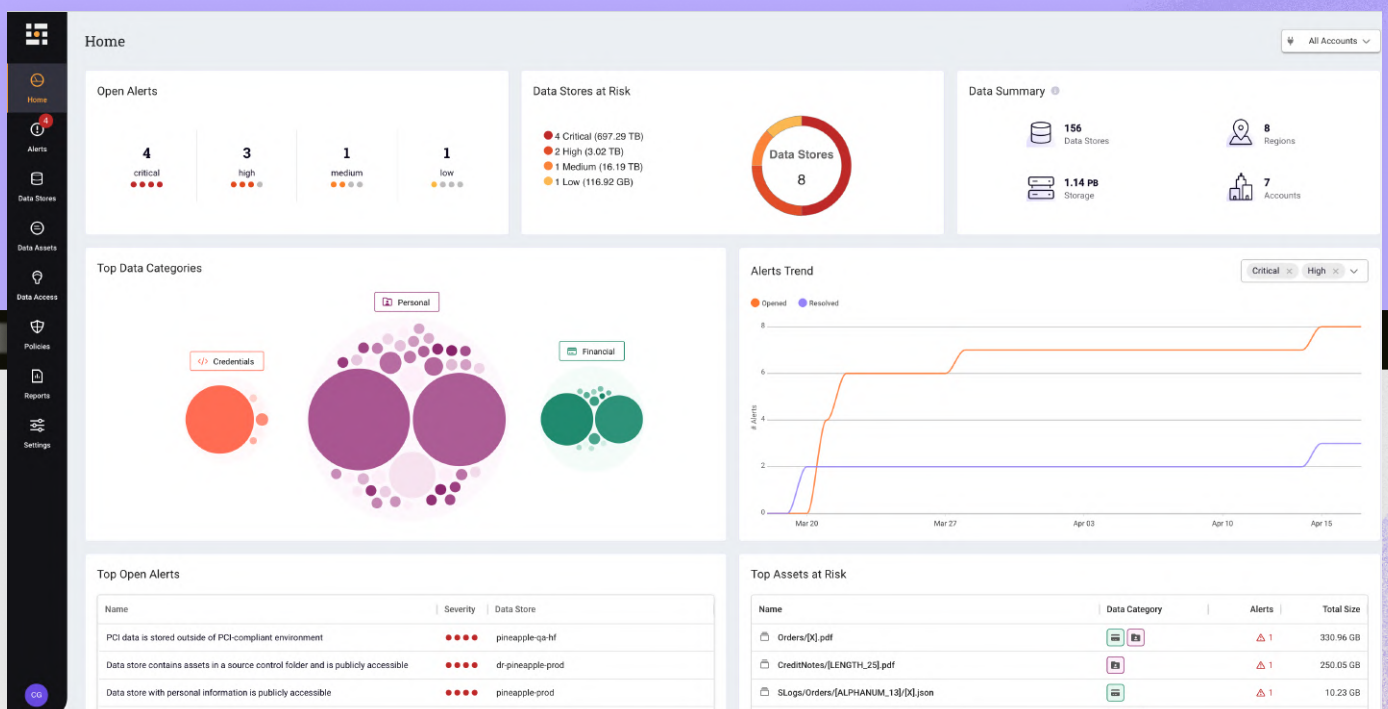 Home
All Accounts
Home
4
Alerts
Data Stores
Data Assets
Data Access
Policies
Reports
Settings
CG
Open Alerts
4 3 1 1
critical high medium low
Data Stores at Risk
4 Critical (697.29 TB)
2 High (3.02 TB)
1 Medium (16.19 TB)
1 Low (116.92 GB)
Data Stores
8
Data Summary
156
Data Stores
8
Regions
1.14 PB
Storage
7
Accounts
Top Data Categories
Personal
Credentials
Financial
Alerts Trend
Critical × High ×
Opened Resolved
# Alerts
8
6
4
2
0
Mar 20 Mar 27 Apr 03 Apr 10 Apr 15
Top Open Alerts
Name Severity Data Store
PCI data is stored outside of PCI-compliant environment pineapple-qa-hf
Data store contains assets in a source control folder and is publicly accessible dr-pineapple-prod
Data store with personal information is publicly accessible pineapple-prod
Top Assets at Risk
Name Data Category Alerts Total Size
Orders/[X].pdf 1 330.96 GB
CreditNotes/[LENGTH_25].pdf 1 250.05 GB
SLogs/Orders/[ALPHANUM_13]/[X].json 1 10.23 GB